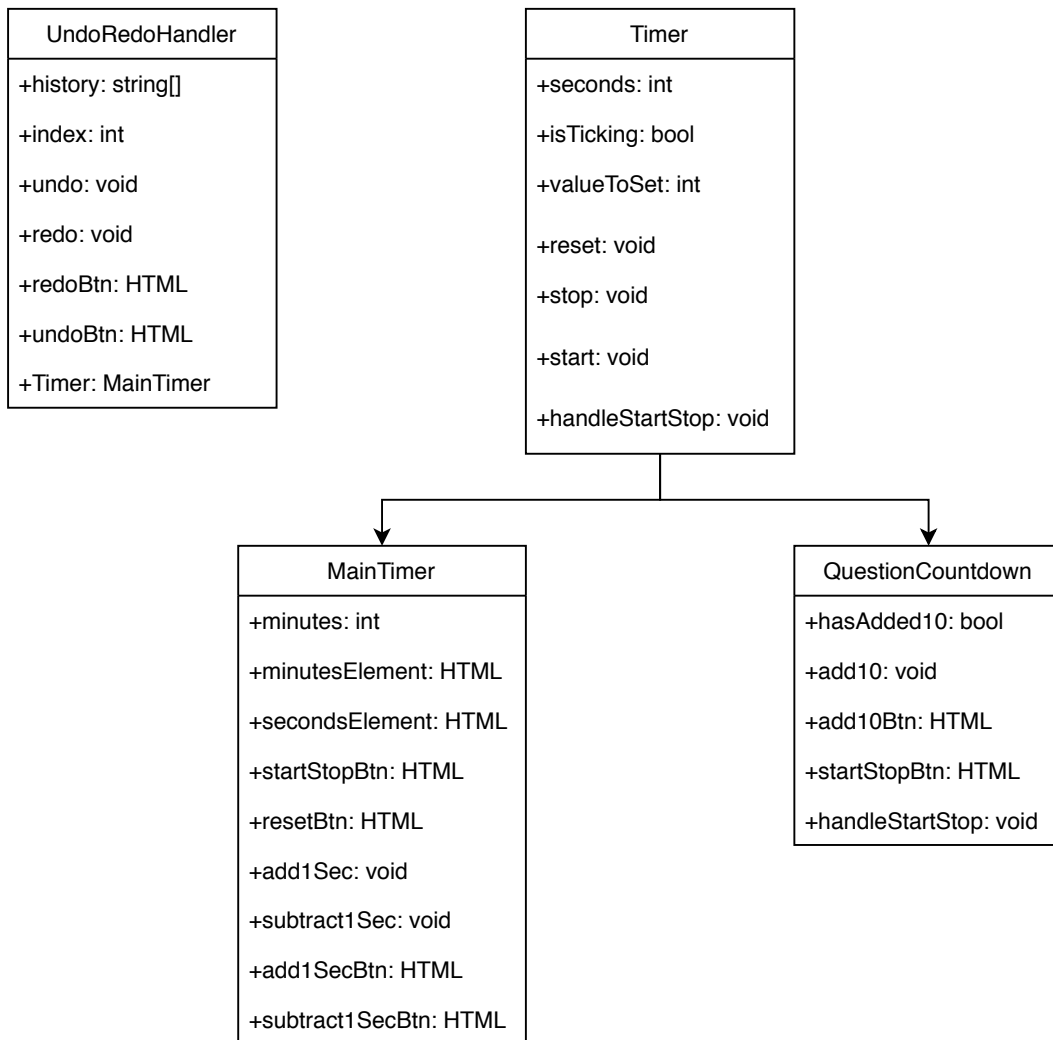 UndoRedoHandler
+history: string[]
+index: int
+undo: void
+redo: void
+redoBtn: HTML
+undoBtn: HTML
+Timer: MainTimer
Timer
+seconds: int
+isTicking: bool
+valueToSet: int
+reset: void
+stop: void
+start: void
+handleStartStop: void
MainTimer
+minutes: int
+minutesElement: HTML
+secondsElement: HTML
+startStopBtn: HTML
+resetBtn: HTML
+add1Sec: void
+subtract1Sec: void
+add1SecBtn: HTML
+subtract1SecBtn: HTML
QuestionCountdown
+hasAdded10: bool
+add10: void
+add10Btn: HTML
+startStopBtn: HTML
+handleStartStop: void